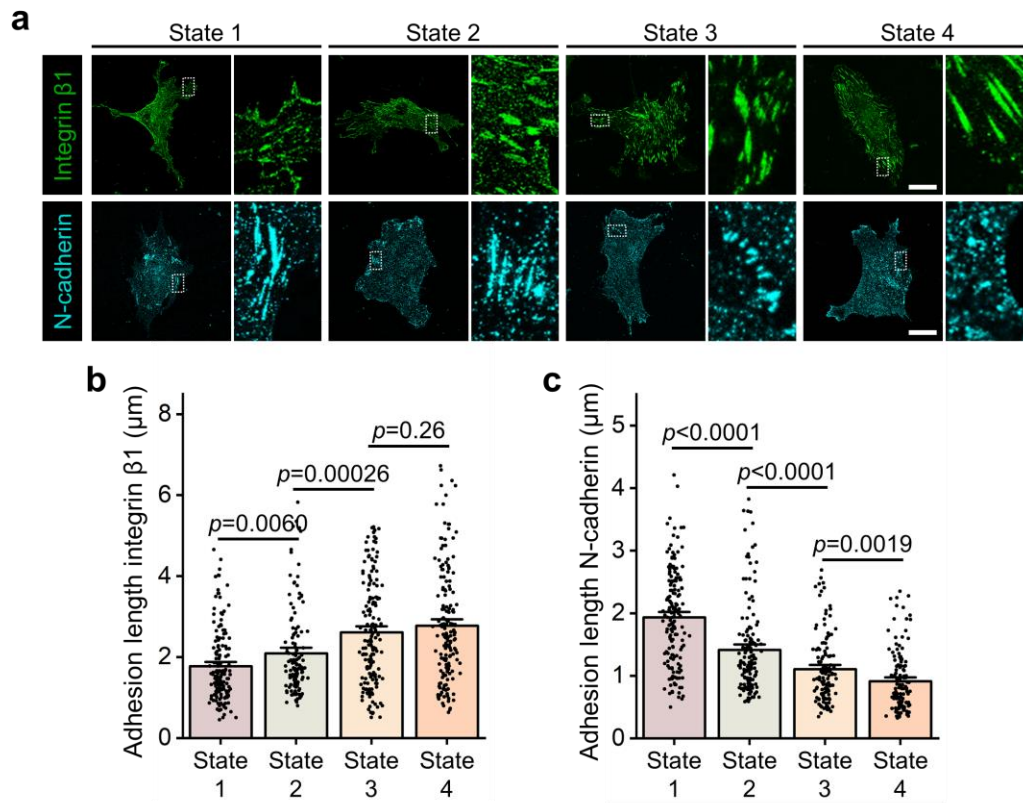 a
State 1 State 2 State 3 State 4
Integrin β1
N-cadherin
b
Adhesion length integrin β1 (μm)
8
6
4
2
0
p=0.0060
p=0.00026
p=0.26
State 1
State 2
State 3
State 4
c
Adhesion length N-cadherin (μm)
5
4
3
2
1
0
p<0.0001
p<0.0001
p=0.0019
State 1
State 2
State 3
State 4